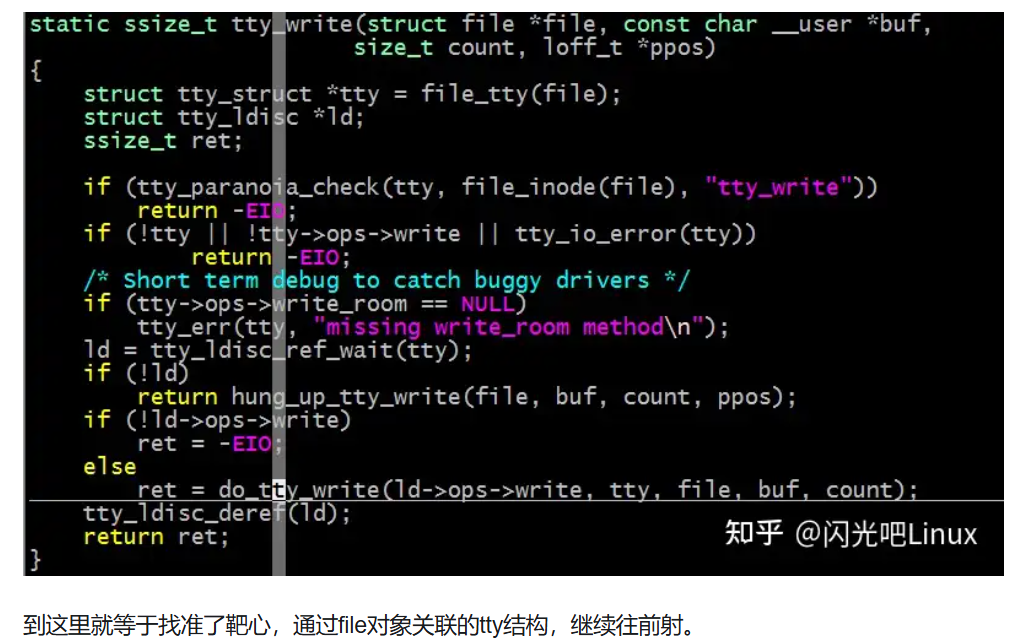 static ssize_t tty_write(struct file *file, const char __user *buf,
                        size_t count, loff_t *ppos)
{
    struct tty_struct *tty = file_tty(file);
    struct tty_ldisc *ld;
    ssize_t ret;

    if (tty_paranoia_check(tty, file_inode(file), "tty_write"))
        return -EIO;
    if (!tty || !tty->ops->write || tty_io_error(tty))
            return -EIO;
    /* Short term debug to catch buggy drivers */
    if (tty->ops->write_room == NULL)
        tty_err(tty, "missing write_room method\n");
    ld = tty_ldisc_ref_wait(tty);
    if (!ld)
        return hung_up_tty_write(file, buf, count, ppos);
    if (!ld->ops->write)
        ret = -EIO;
    else
        ret = do_tty_write(ld->ops->write, tty, file, buf, count);
    tty_ldisc_deref(ld);
    return ret;
}
知乎 @闪光吧Linux
到这里就等于找准了靶心，通过file对象关联的tty结构，继续往前射。